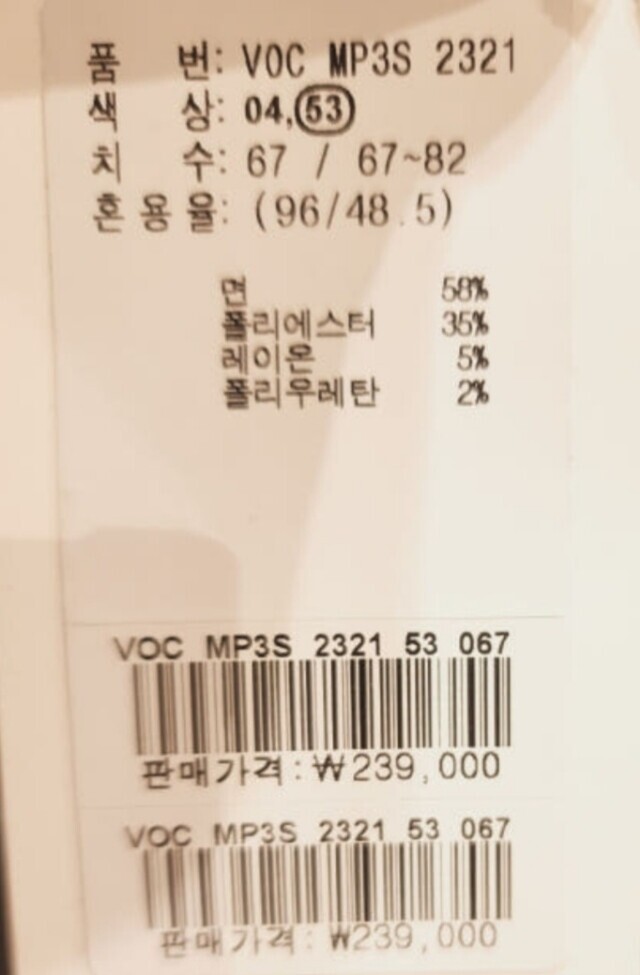 품 번: VOC MP3S 2321
색 상: 04,53
치 수: 67 / 67~82
혼용율: (96/48.5)
면 58%
폴리에스터 35%
레이온 5%
폴리우레탄 2%
VOC MP3S 2321 53 067
판매가격:₩239,000
VOC MP3S 2321 53 067
판매가격:₩239,000